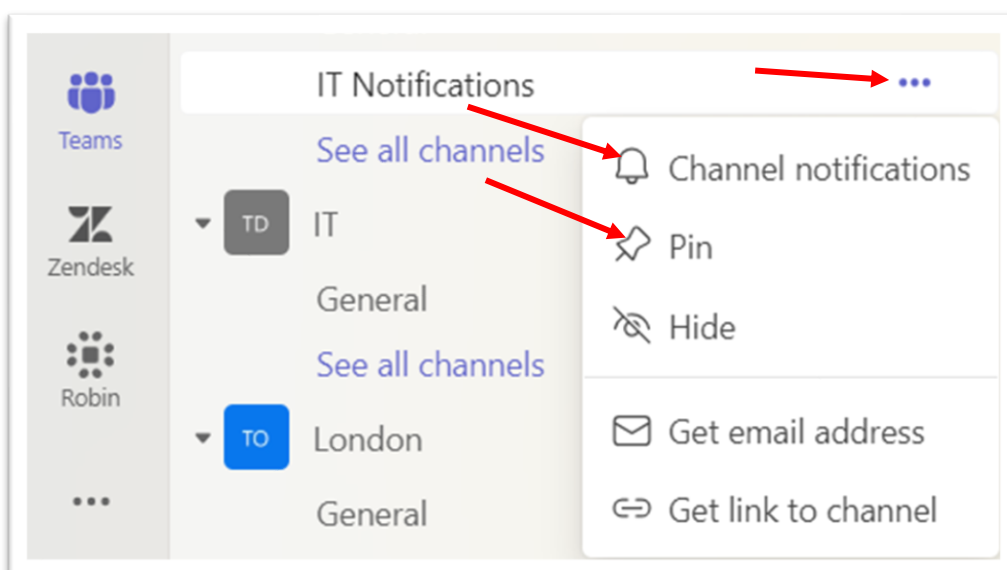 Teams
Zendesk
Robin
IT Notifications
See all channels
TD
IT
General
See all channels
TO
London
General
Channel notifications
Pin
Hide
Get email address
Get link to channel